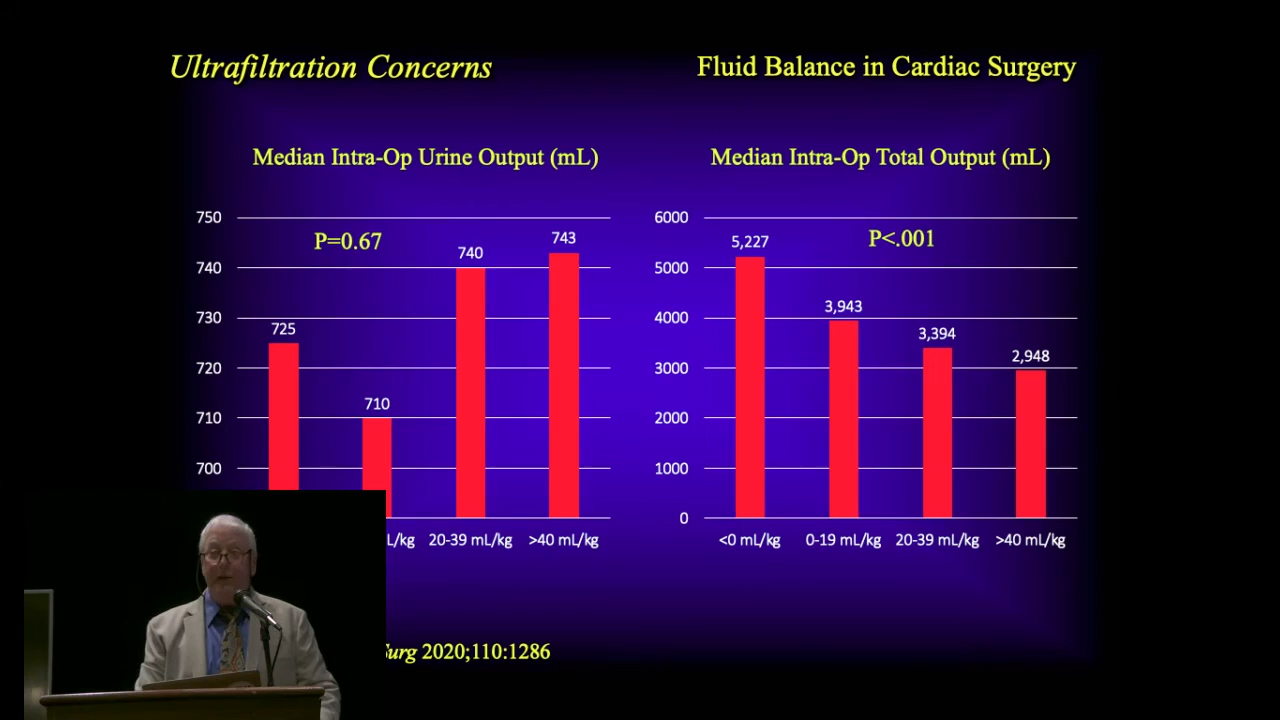 Ultrafiltration Concerns
Fluid Balance in Cardiac Surgery
Median Intra-Op Urine Output (mL)
750
740
730
720
710
700
P=0.67
725
710
740
743
L/kg
20-39 mL/kg
>40 mL/kg
Median Intra-Op Total Output (mL)
6000
5000
4000
3000
2000
1000
0
P<.001
5,227
3,943
3,394
2,948
<0 mL/kg
0-19 mL/kg
20-39 mL/kg
>40 mL/kg
Surg 2020;110:1286